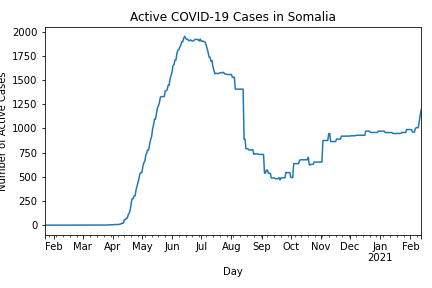 Active COVID-19 Cases in Somalia
Number of Active Cases
2000
1750
1500
1250
1000
750
500
250
0
Feb Mar Apr May Jun Jul Aug Sep Oct Nov Dec Jan Feb
2021
Day